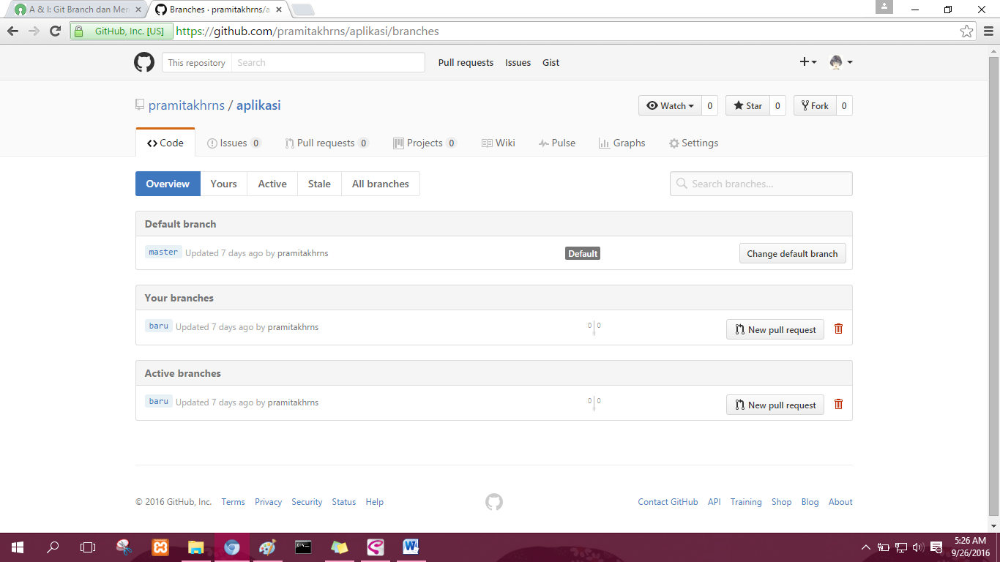 A & I: Git Branch dan Mer
Branches · pramitakhrns/a
GitHub, Inc. [US] https://github.com/pramitakhrns/aplikasi/branches
This repository Search Pull requests Issues Gist
pramitakhrns / aplikasi Watch 0 Star 0 Fork 0
Code Issues 0 Pull requests 0 Projects 0 Wiki Pulse Graphs Settings
Overview Yours Active Stale All branches Search branches...
Default branch
master Updated 7 days ago by pramitakhrns Default Change default branch
Your branches
baru Updated 7 days ago by pramitakhrns 0 0 New pull request
Active branches
baru Updated 7 days ago by pramitakhrns 0 0 New pull request
© 2016 GitHub, Inc. Terms Privacy Security Status Help Contact GitHub API Training Shop Blog About
5:26 AM
9/26/2016